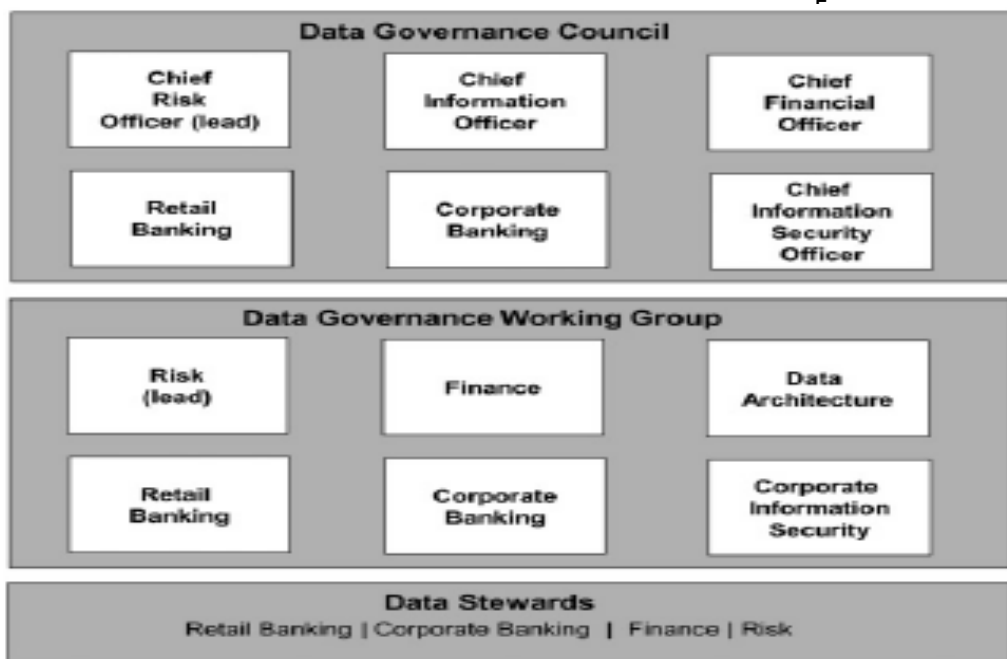 Data Governance Council
Chief
Risk
Officer (lead)
Chief
Information
Officer
Chief
Financial
Officer
Retail
Banking
Corporate
Banking
Chief
Information
Security
Officer
Data Governance Working Group
Risk
(lead)
Finance
Data
Architecture
Retail
Banking
Corporate
Banking
Corporate
Information
Security
Data Stewards
Retail Banking | Corporate Banking | Finance | Risk